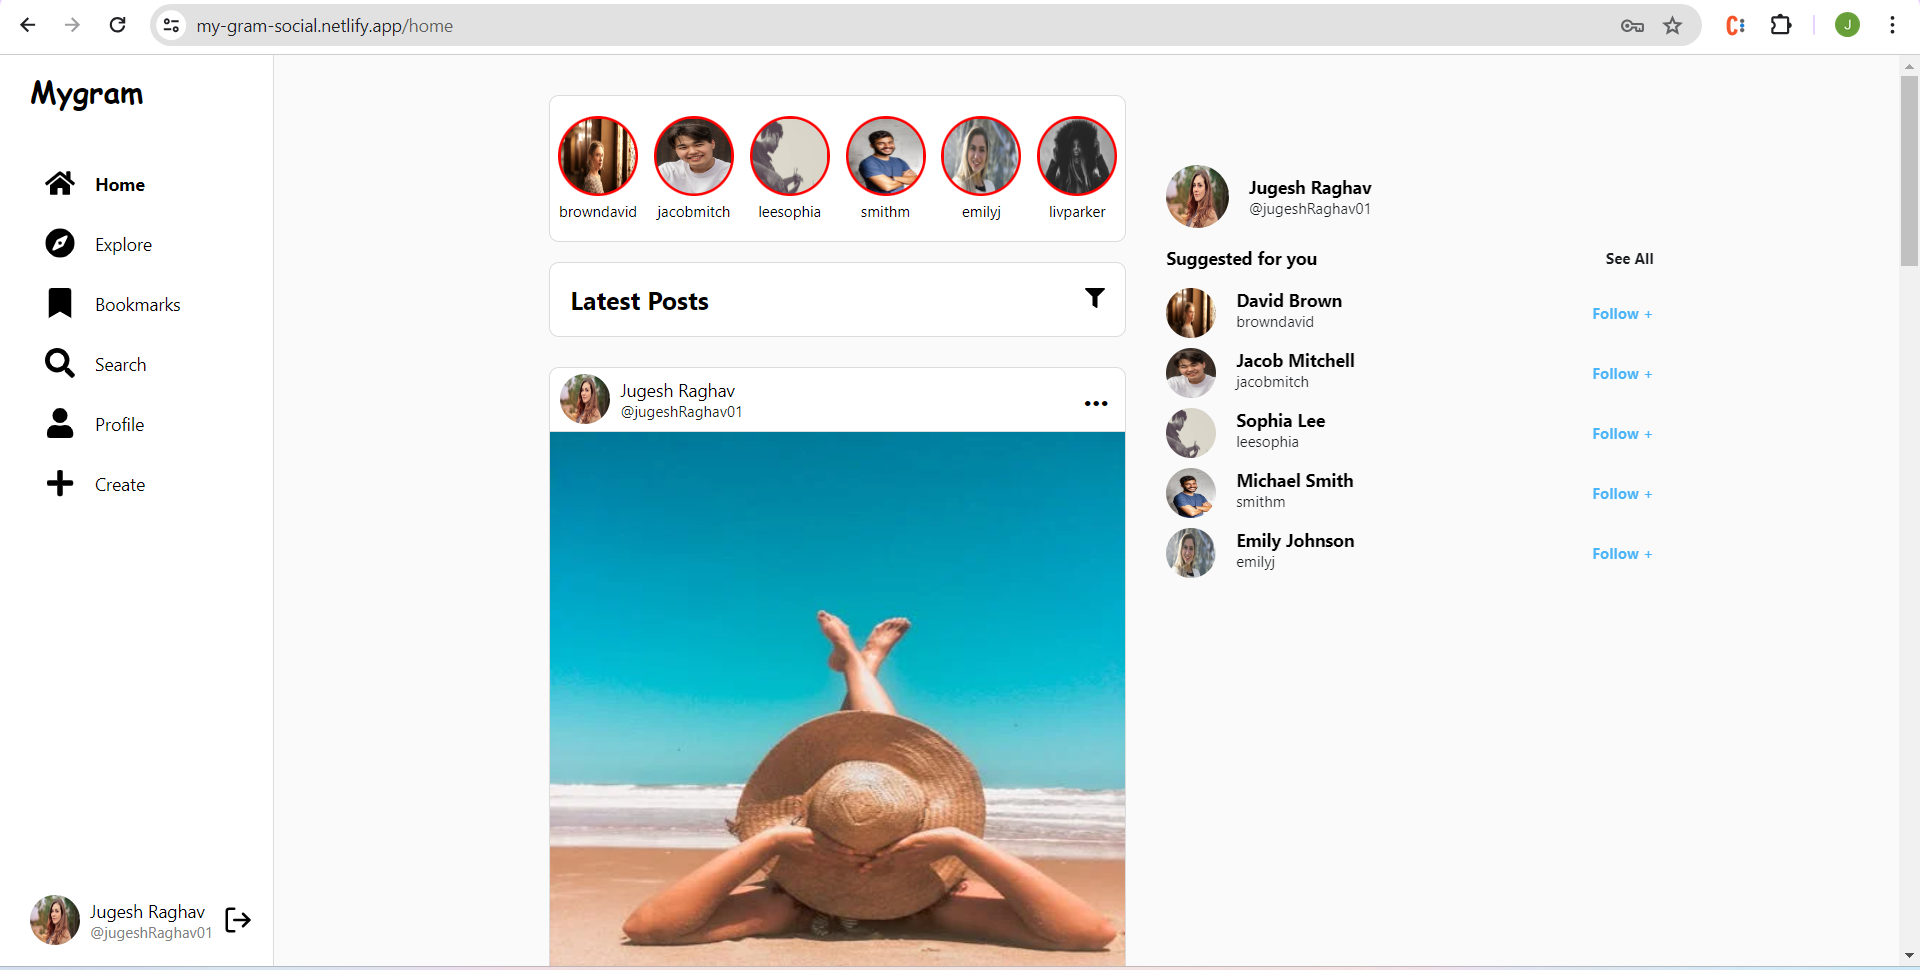 my-gram-social.netlify.app/home
J
Mygram
Home
Explore
Bookmarks
Search
Profile
Create
Jugesh Raghav
@jugeshRaghav01
browndavid
jacobmitch
leesophia
smithm
emilyj
livparker
Latest Posts
Jugesh Raghav
@jugeshRaghav01
Jugesh Raghav
@jugeshRaghav01
Suggested for you See All
David Brown
browndavid
Follow +
Jacob Mitchell
jacobmitch
Follow +
Sophia Lee
leesophia
Follow +
Michael Smith
smithm
Follow +
Emily Johnson
emilyj
Follow +